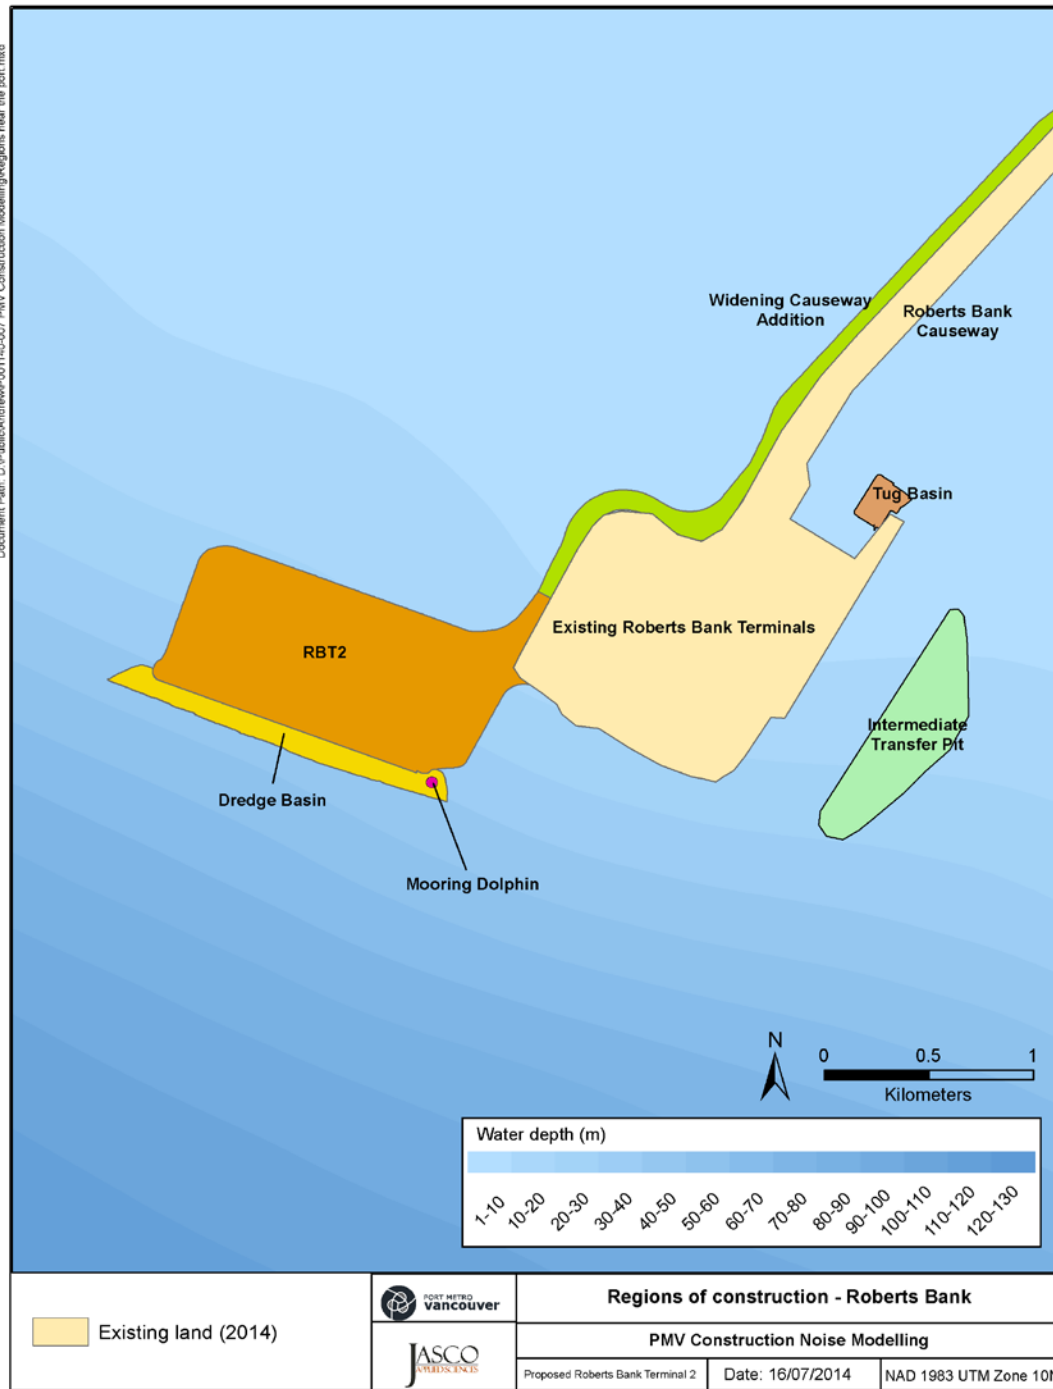 Widening Causeway
Addition
Roberts Bank
Causeway
Tug Basin
Existing Roberts Bank Terminals
RBT2
Intermediate
Transfer Pit
Dredge Basin
Mooring Dolphin
N
0 0.5 1
Kilometers
Water depth (m)
1-10 10-20 20-30 30-40 40-50 50-60 60-70 70-80 80-90 90-100 100-110 110-120 120-130
Existing land (2014)
PORT METRO
vancouver
JASCO
APPLIED SCIENCES
Regions of construction - Roberts Bank
PMV Construction Noise Modelling
Proposed Roberts Bank Terminal 2
Date: 16/07/2014
NAD 1983 UTM Zone